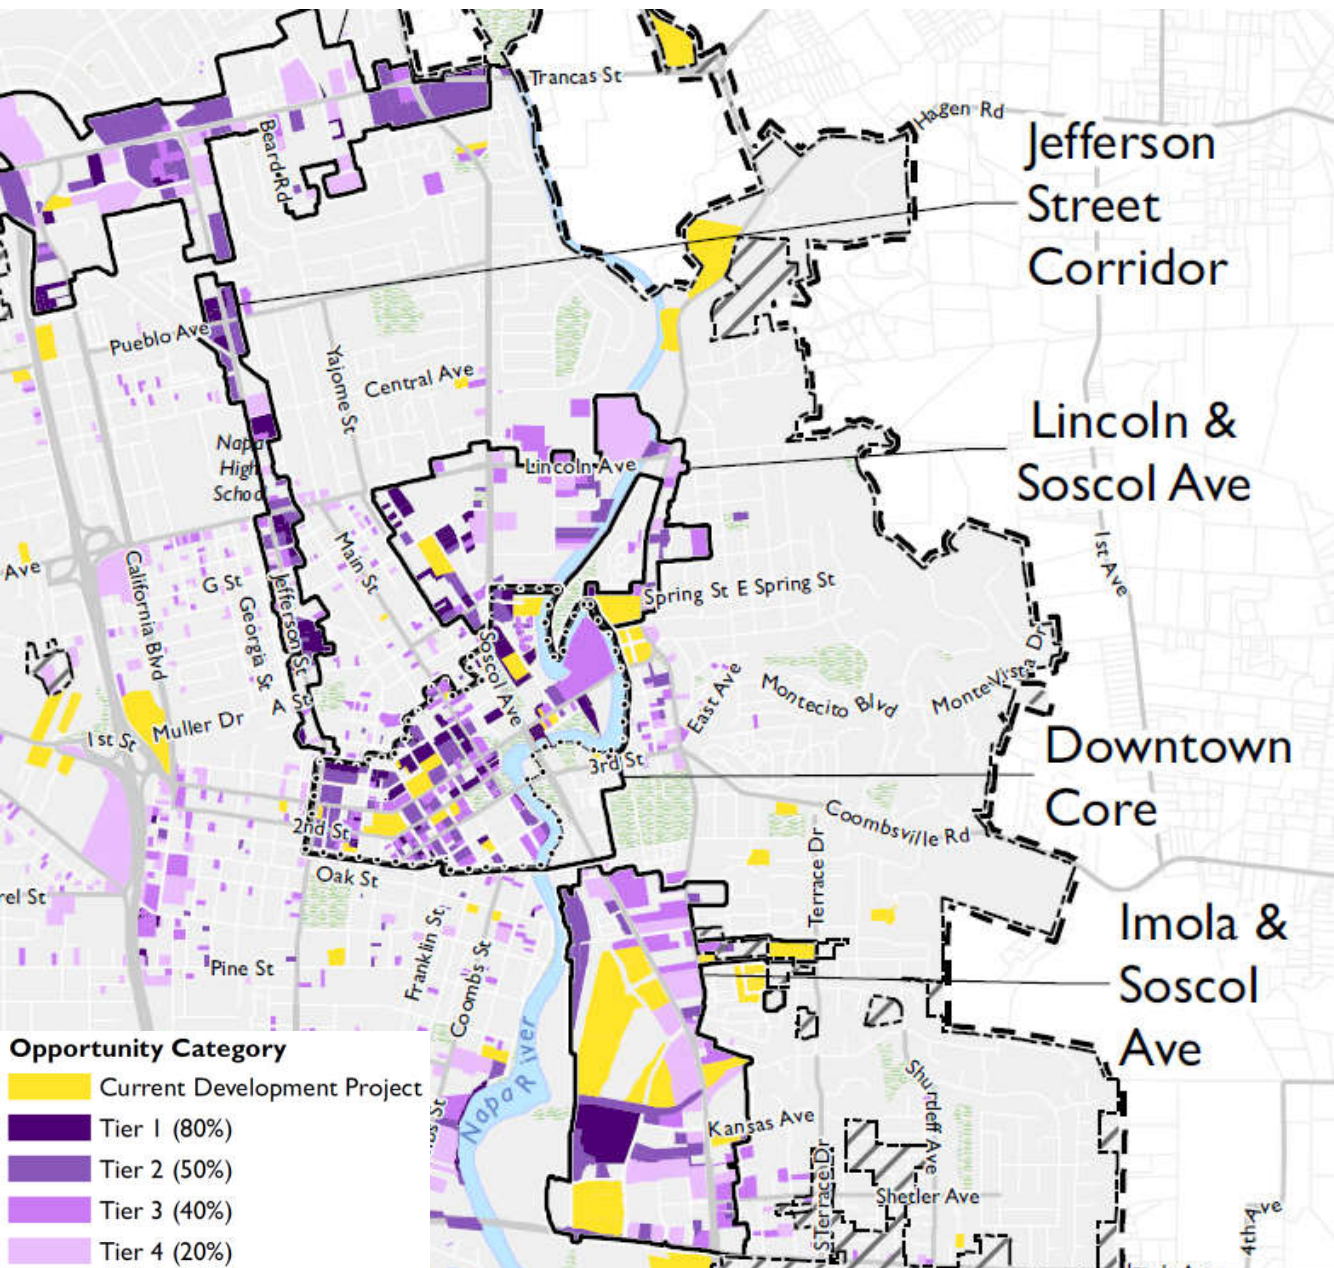 Trancas St
Hagen Rd
Beard Rd
Jefferson
Street
Corridor
Pueblo Ave
Yajome St
Central Ave
Napa
High
School
Lincoln Ave
Lincoln &
Soscol Ave
1st Ave
Ave
California Blvd
G St
Georgia St
Jefferson St
Main St
Spring St
E Spring St
Soscol Ave
A St
Muller Dr
1st St
East Ave
Montecito Blvd
Monte Vista Dr
3rd St
Downtown
Core
2nd St
Oak St
Coombsville Rd
Terrace Dr
rel St
Pine St
Franklin St
Coombs St
Imola &
Soscol
Ave
Napa River
Shurdeff Ave
Kansas Ave
S Terrace Dr
Shetler Ave
4th Ave
Opportunity Category
Current Development Project
Tier 1 (80%)
Tier 2 (50%)
Tier 3 (40%)
Tier 4 (20%)